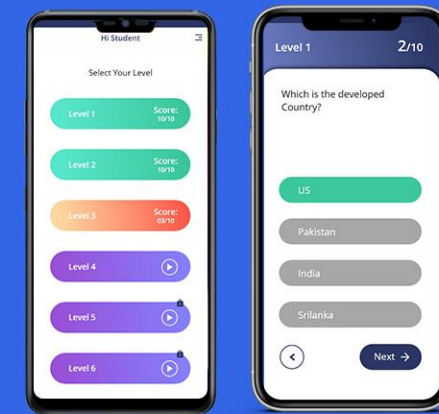 Hi Student
Select Your Level
Level 1
Score:
10/10
Level 2
Score:
10/10
Level 3
Score:
03/10
Level 4
Level 5
Level 6
Level 1
2/10
Which is the developed
Country?
US
Pakistan
India
Srilanka
Next →